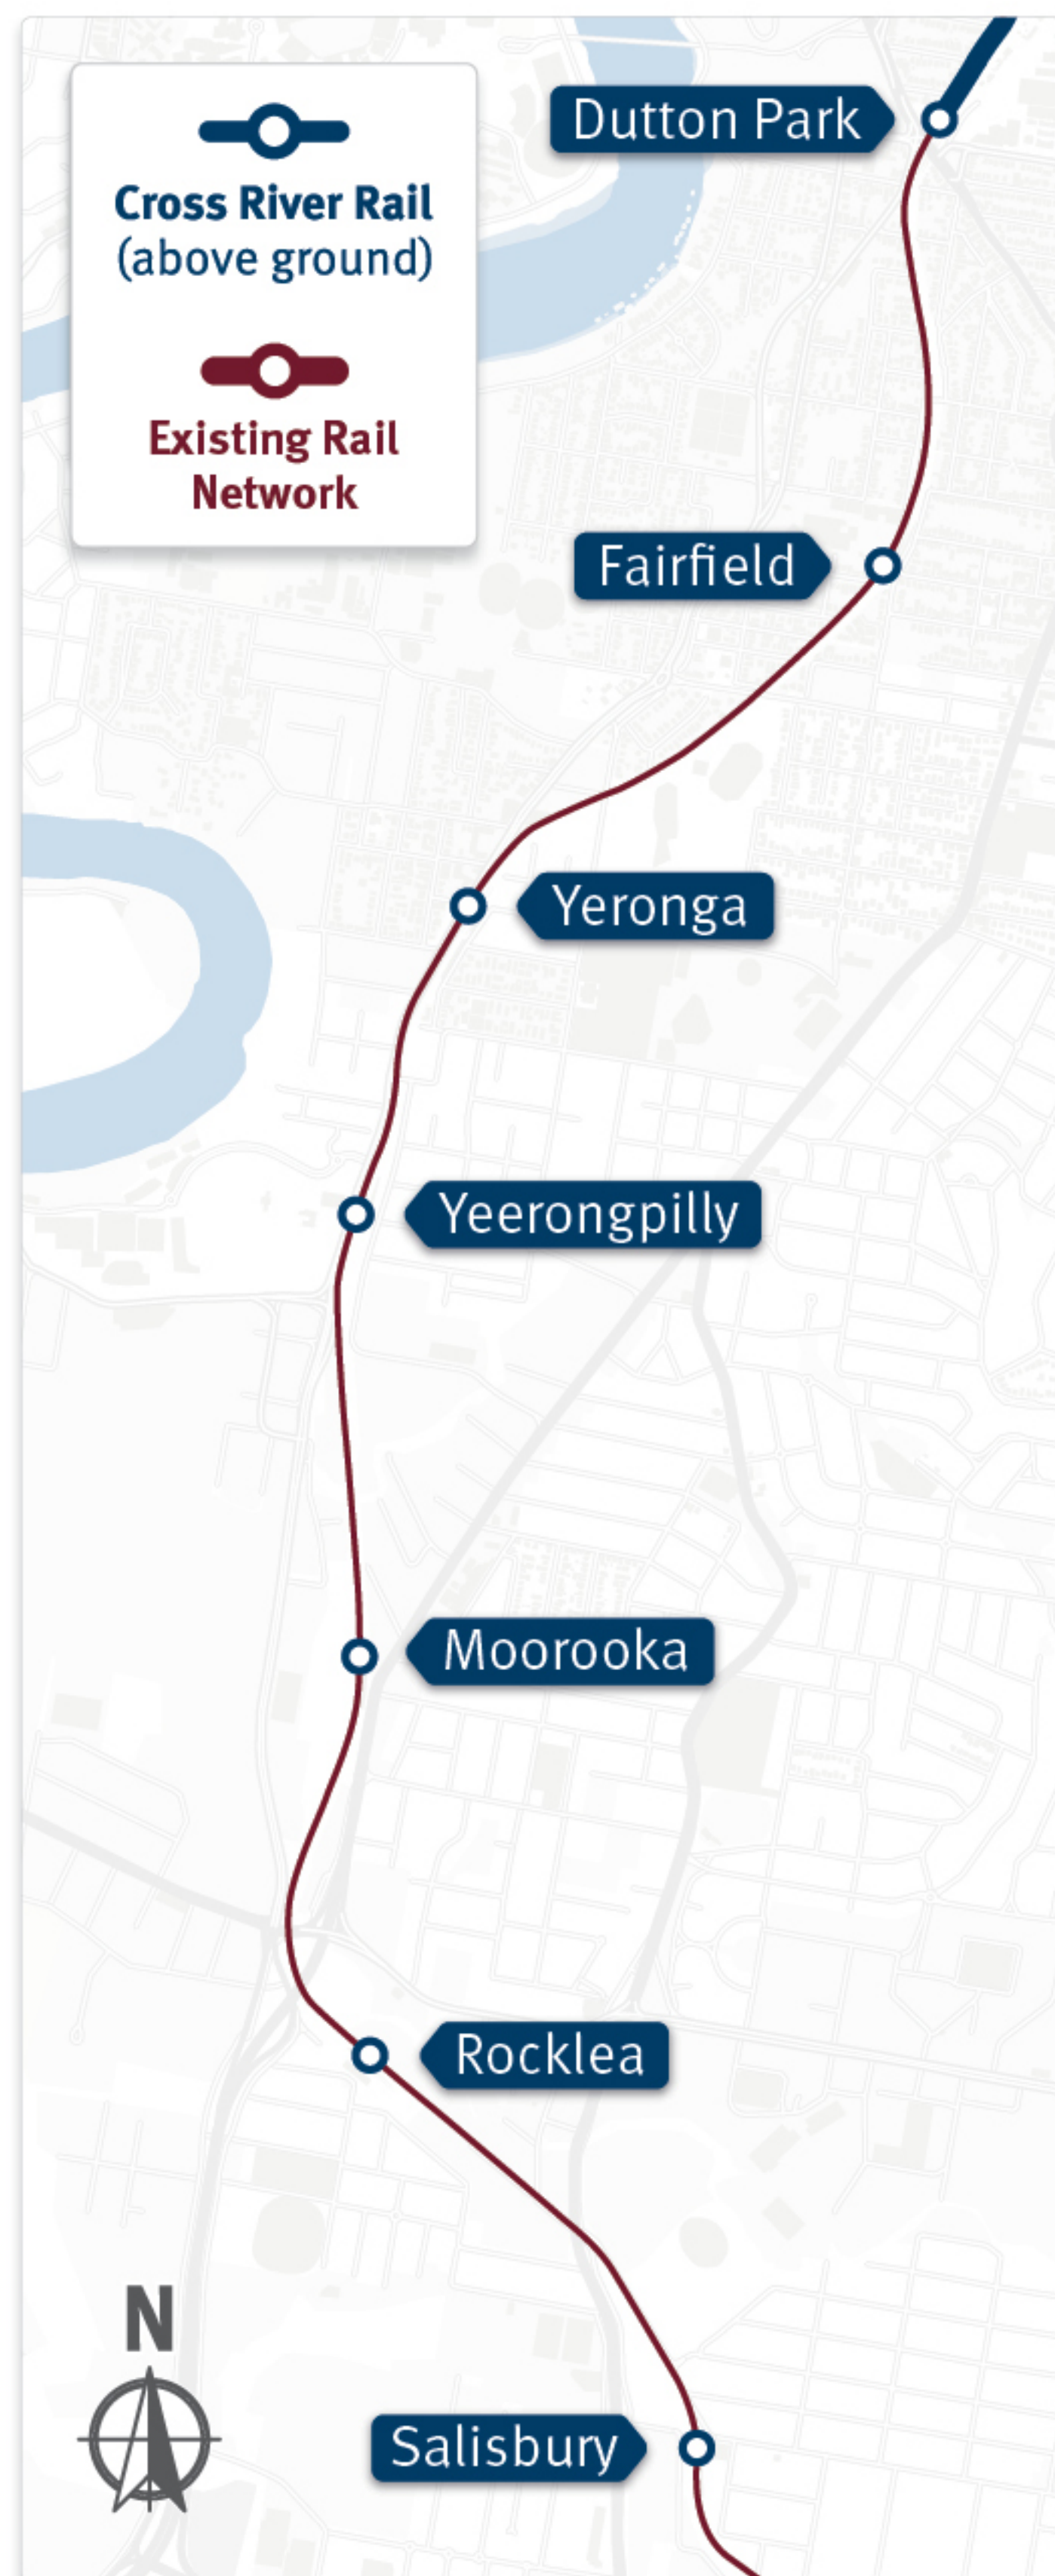 Dutton Park
Cross River Rail
(above ground)
Existing Rail
Network
Fairfield
Yeronga
Yeerongpilly
Moorooka
Rocklea
N
Salisbury